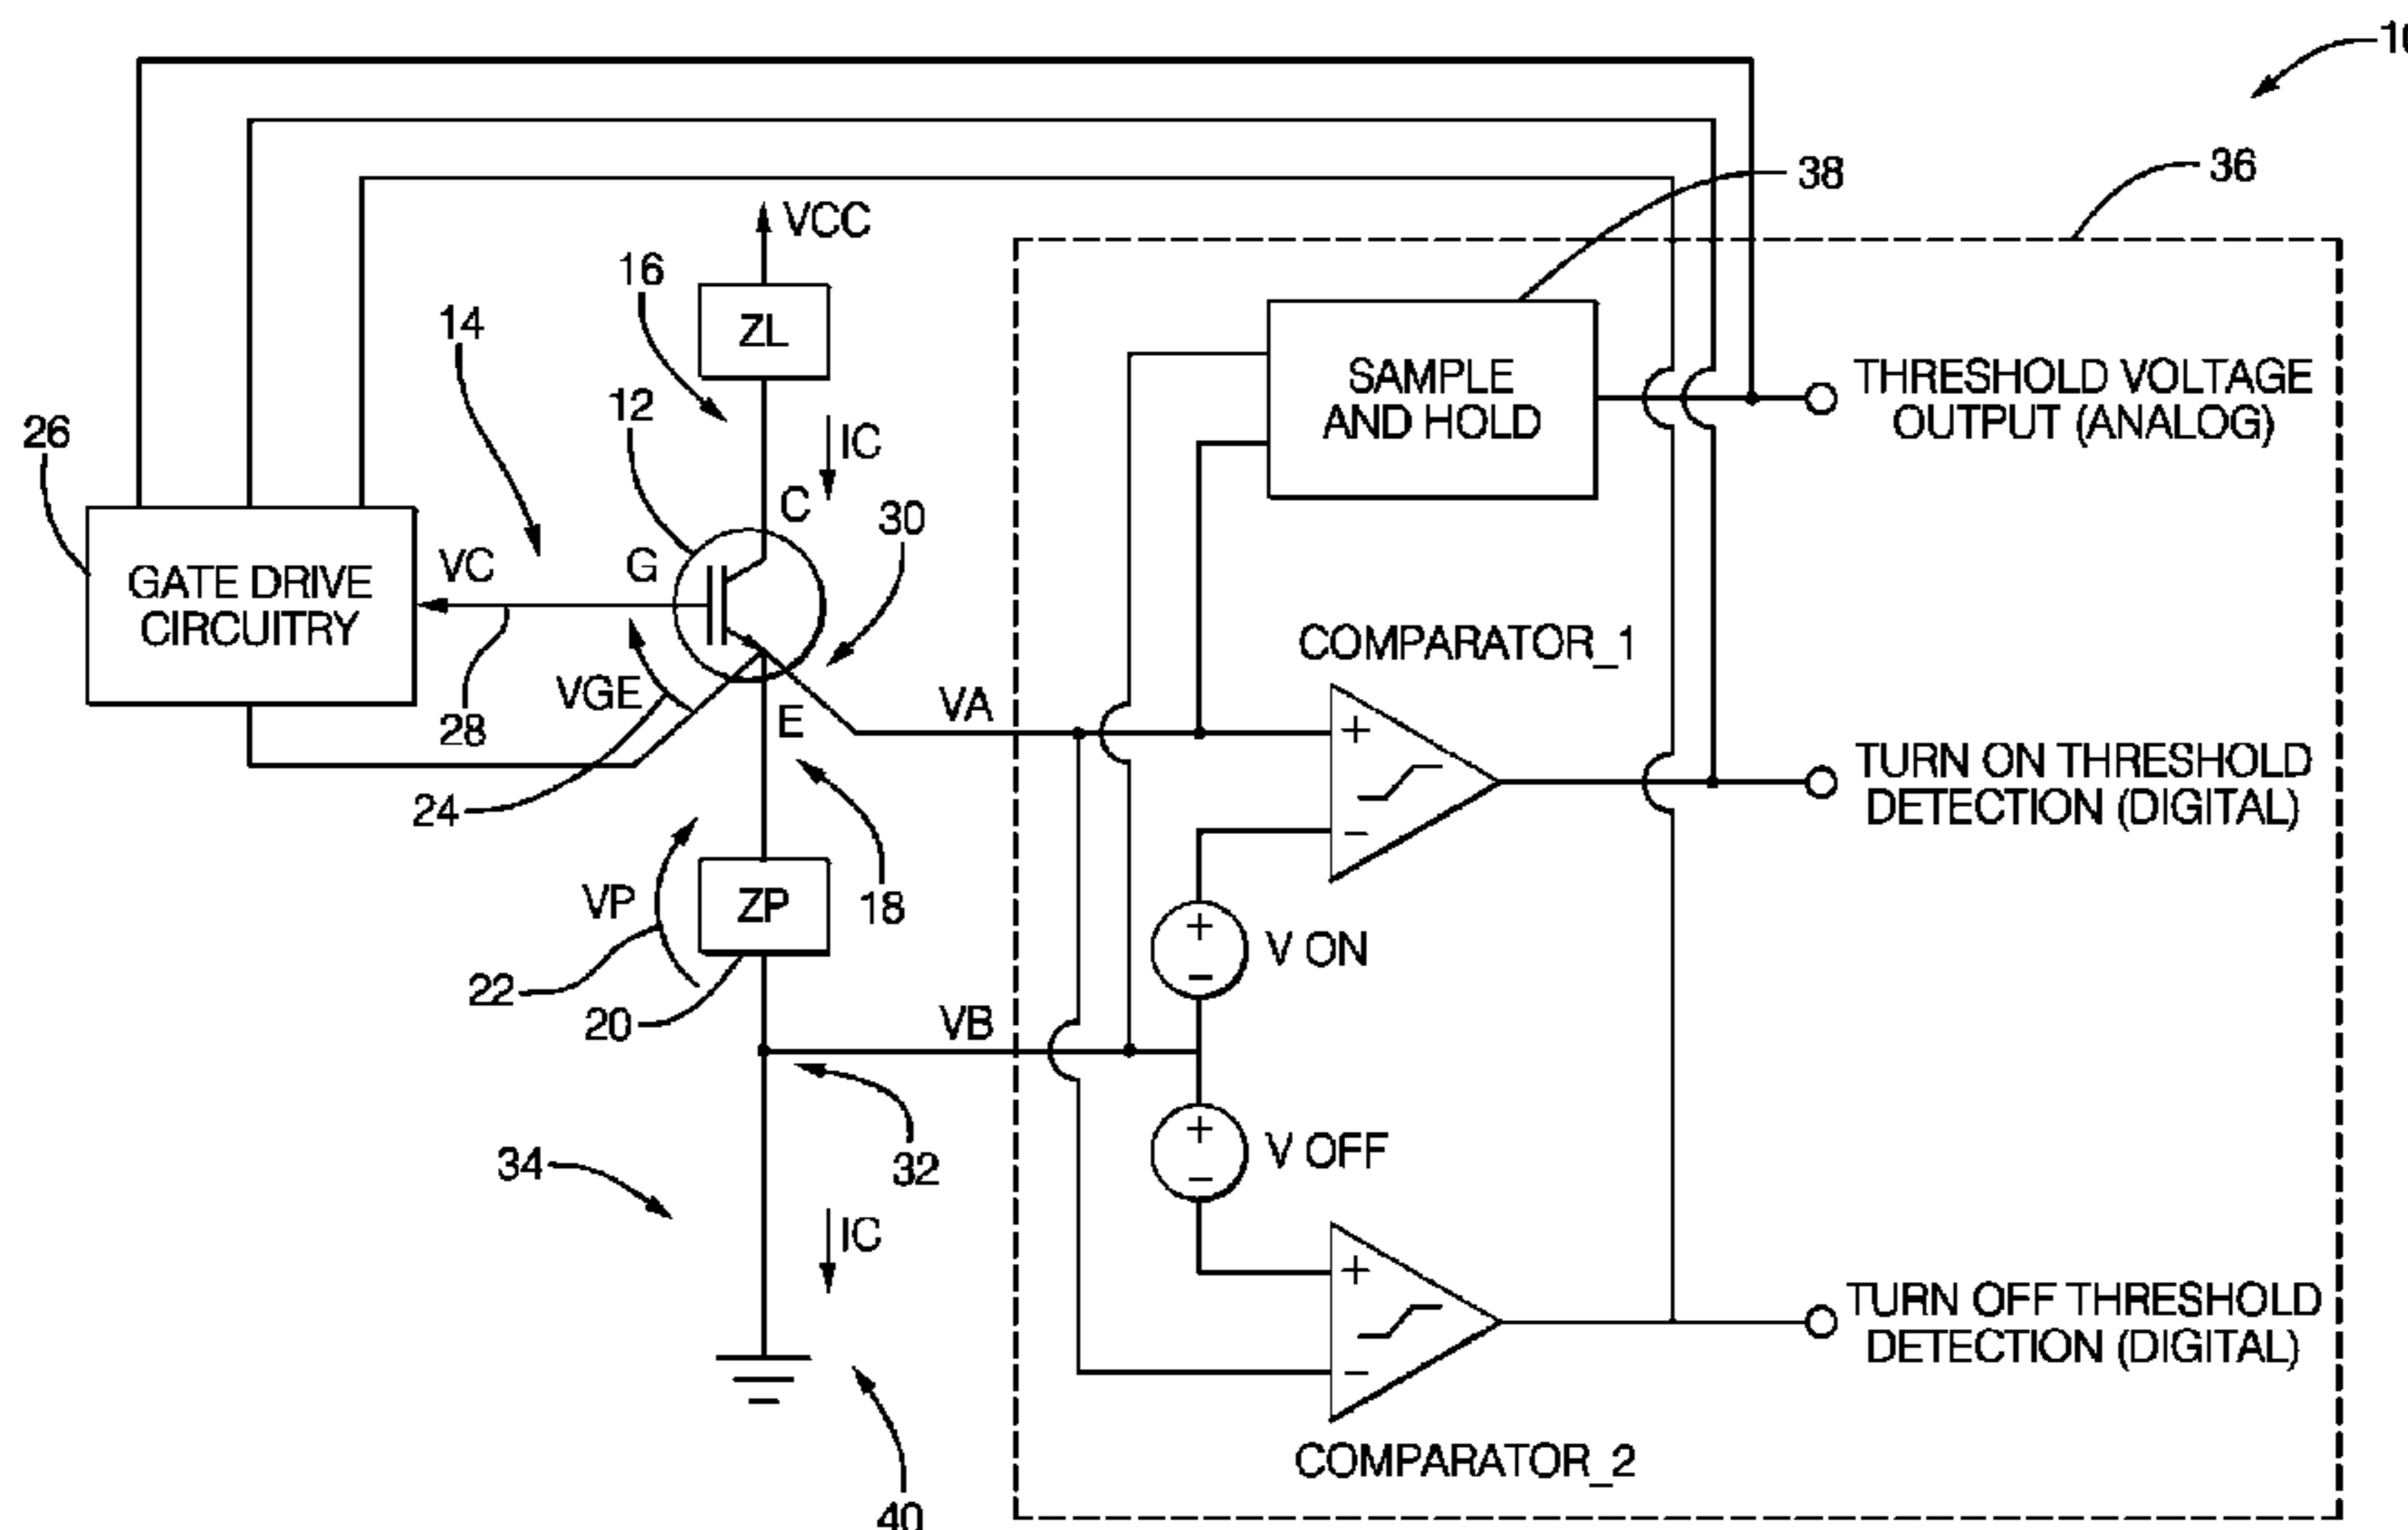 10
36
38
VCC
16
ZL
14
SAMPLE
AND HOLD
THRESHOLD VOLTAGE
OUTPUT (ANALOG)
12
IC
26
C
30
GATE DRIVE
CIRCUITRY
VC
G
28
VGE
E
VA
COMPARATOR_1
+
−
TURN ON THRESHOLD
DETECTION (DIGITAL)
24
VP
ZP
18
22
20
+
−
V ON
VB
32
34
+
−
V OFF
IC
+
−
TURN OFF THRESHOLD
DETECTION (DIGITAL)
COMPARATOR_2
40